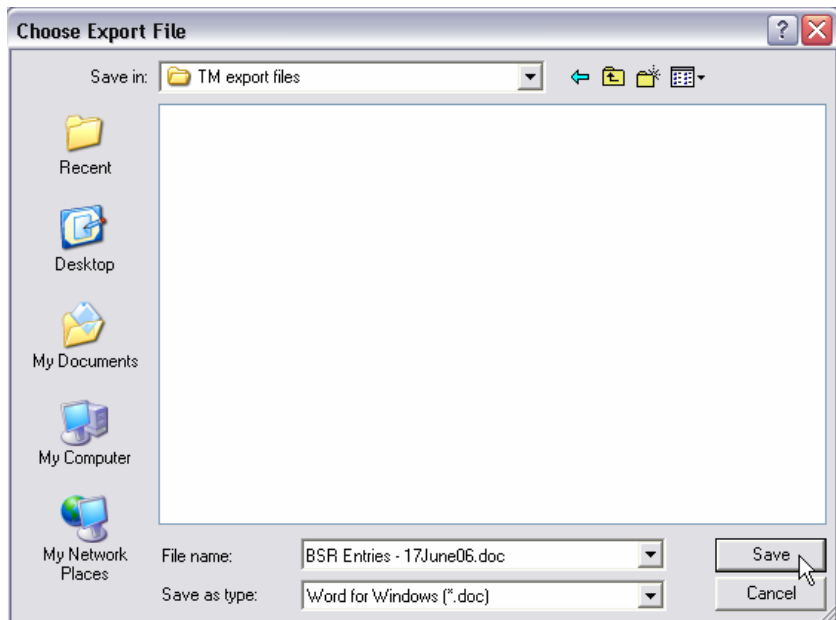 Choose Export File
Save in: TM export files
Recent
Desktop
My Documents
My Computer
My Network
Places
File name: BSR Entries - 17June06.doc Save
Save as type: Word for Windows (*.doc) Cancel